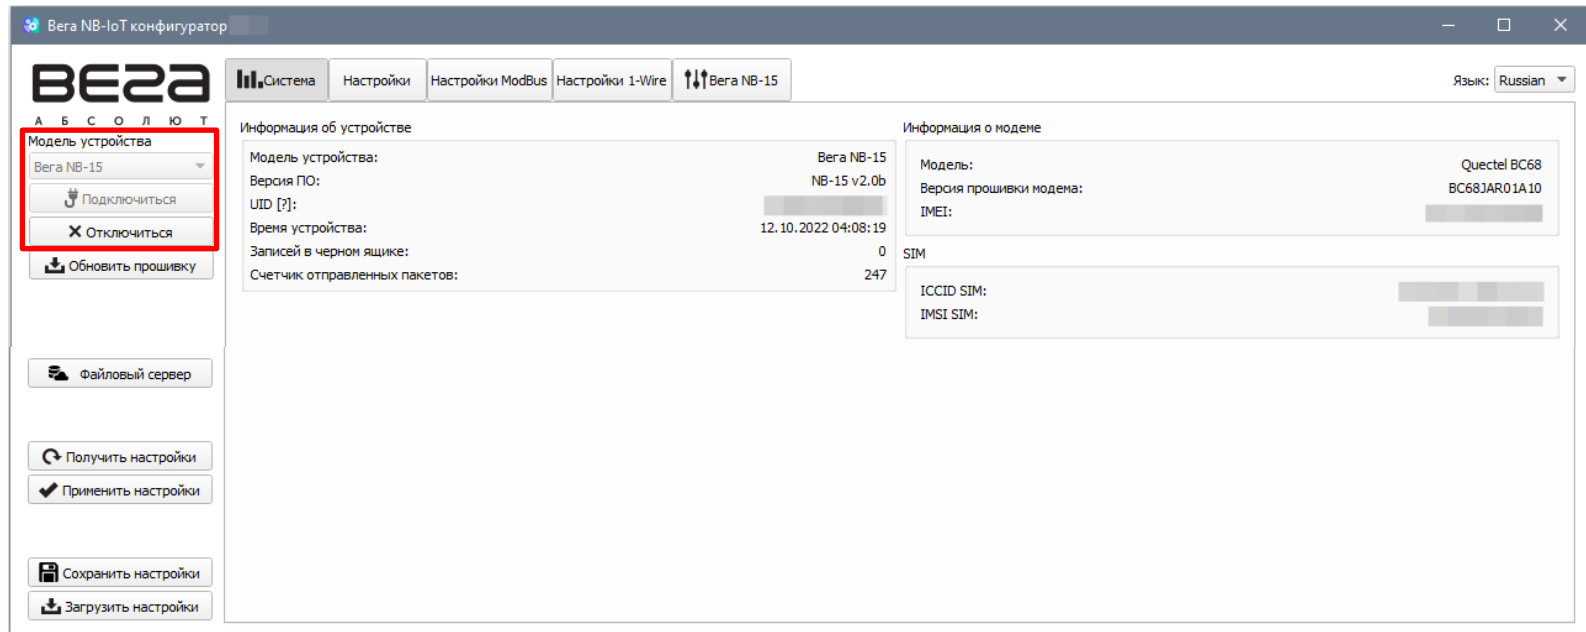 Вега NB-IoT конфигуратор
ВЕГА
АБСОЛЮТ
Модель устройства
Вега NB-15
Подключиться
Отключиться
Обновить прошивку
Файловый сервер
Получить настройки
Применить настройки
Сохранить настройки
Загрузить настройки
Система
Настройки
Настройки ModBus
Настройки 1-Wire
Вега NB-15
Язык: Russian
Информация об устройстве
Модель устройства: Вега NB-15
Версия ПО: NB-15 v2.0b
UID [?]:
Время устройства: 12.10.2022 04:08:19
Записей в черном ящике: 0
Счетчик отправленных пакетов: 247
Информация о модеме
Модель: Quectel BC68
Версия прошивки модема: BC68JAR01A10
IMEI:
SIM
ICCID SIM:
IMSI SIM: